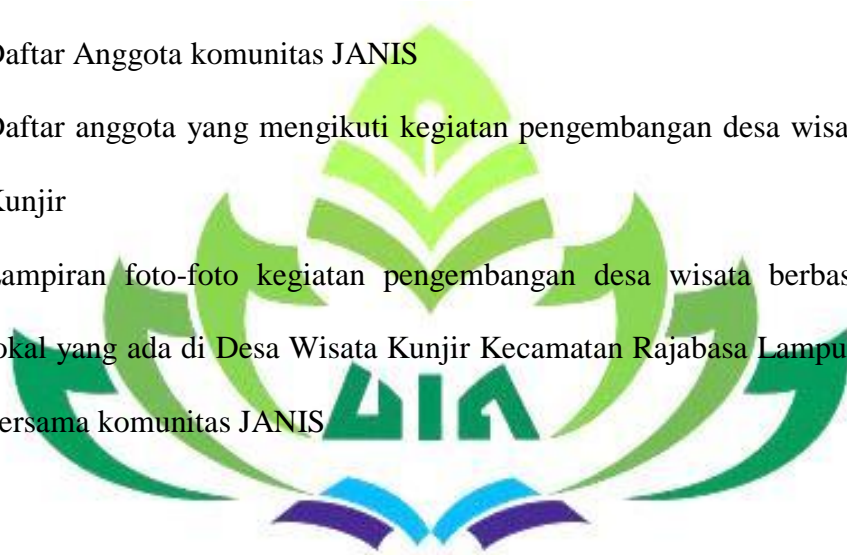 Daftar Anggota komunitas JANIS
Daftar anggota yang mengikuti kegiatan pengembangan desa wisa
Kunjir
ampiran foto-foto kegiatan pengembangan desa wisata berbas
okal yang ada di Desa Wisata Kunjir Kecamatan Rajabasa Lampu
ersama komunitas JANIS
UIN